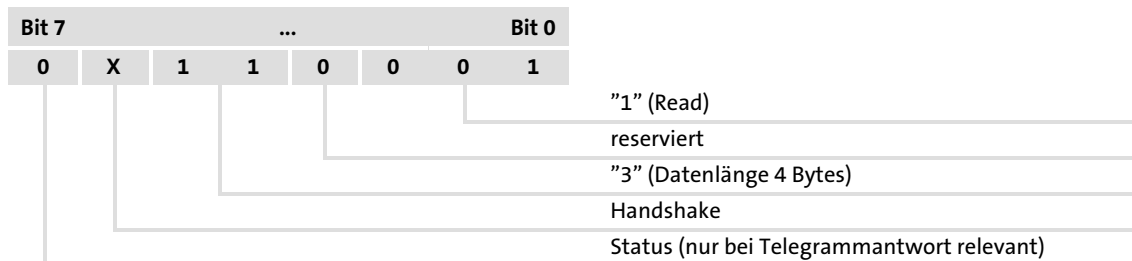 Bit 7 ... Bit 0
0 X 1 1 0 0 0 1
”1” (Read)
reserviert
”3” (Datenlänge 4 Bytes)
Handshake
Status (nur bei Telegrammantwort relevant)